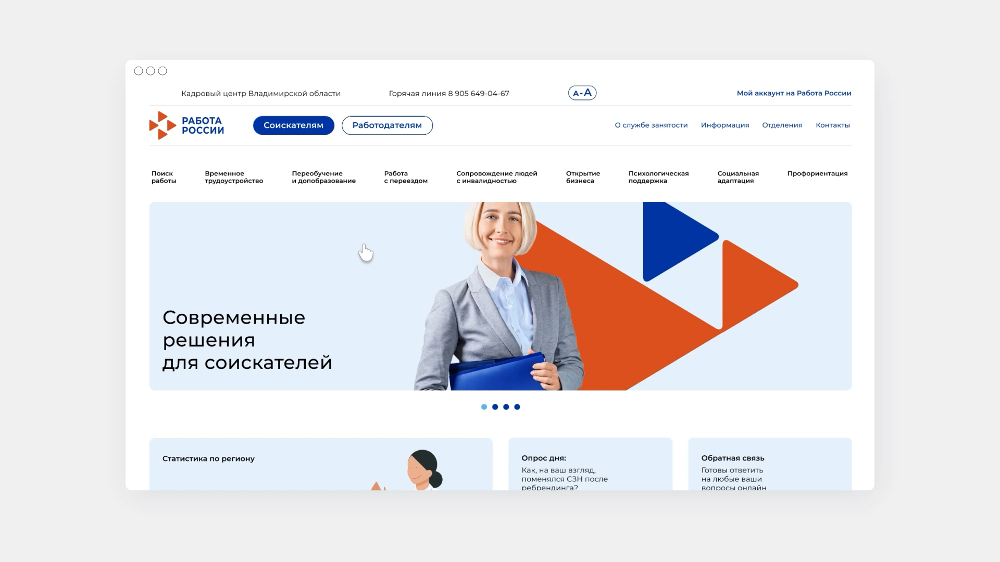 Кадровый центр Владимирской области
Горячая линия 8 905 649-04-67
А-А
Мой аккаунт на Работа России
РАБОТА
РОССИИ
Соискателям
Работодателям
О службе занятости
Информация
Отделения
Контакты
Поиск
работы
Временное
трудоустройство
Переобучение
и допобразование
Работа
с переездом
Сопровождение людей
с инвалидностью
Открытие
бизнеса
Психологическая
поддержка
Социальная
адаптация
Профориентация
Современные
решения
для соискателей
Статистика по региону
Опрос дня:
Как, на ваш взгляд,
поменялся СЗН после
ребрендинга?
Обратная связь
Готовы ответить
на любые ваши
вопросы онлайн